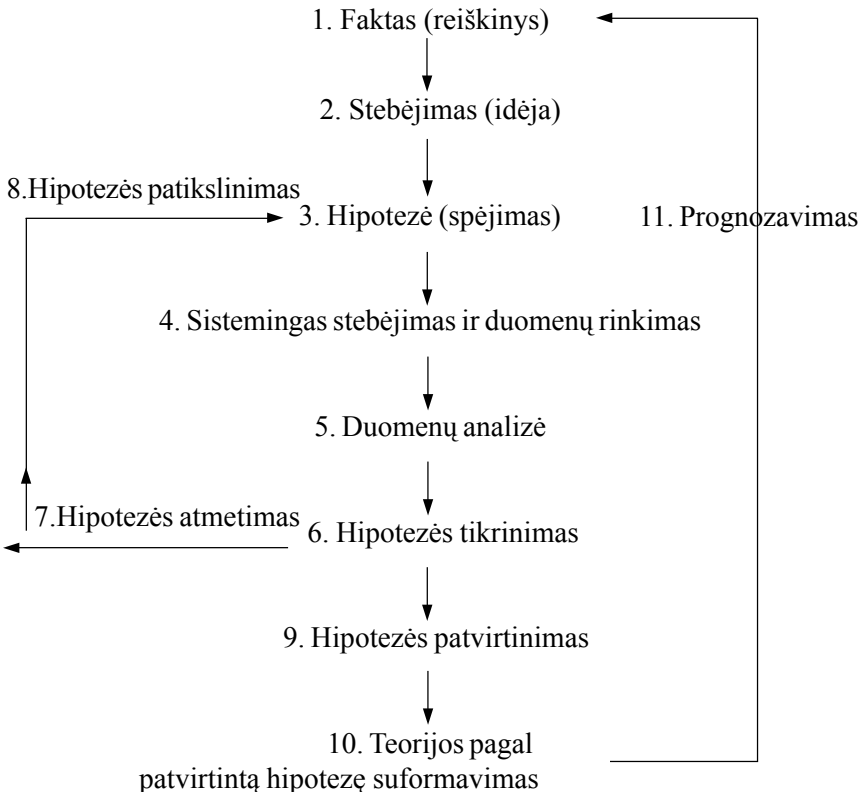 1. Faktas (reiškinys)
2. Stebėjimas (idėja)
8.Hipotezės patikslinimas
3. Hipotezė (spėjimas)
11. Prognozavimas
4. Sistemingas stebėjimas ir duomenų rinkimas
5. Duomenų analizė
7.Hipotezės atmetimas
6. Hipotezės tikrinimas
9. Hipotezės patvirtinimas
10. Teorijos pagal
patvirtintą hipotezę suformavimas